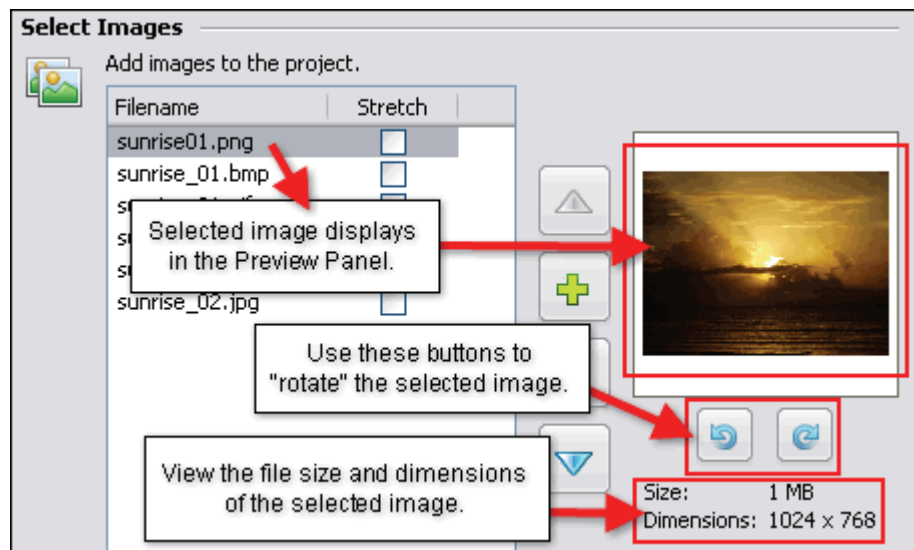 Select Images
Add images to the project.
Filename Stretch
sunrise01.png
sunrise_01.bmp
Selected image displays
in the Preview Panel.
sunrise_02.jpg
Use these buttons to
"rotate" the selected image.
View the file size and dimensions
of the selected image.
Size: 1 MB
Dimensions: 1024 x 768